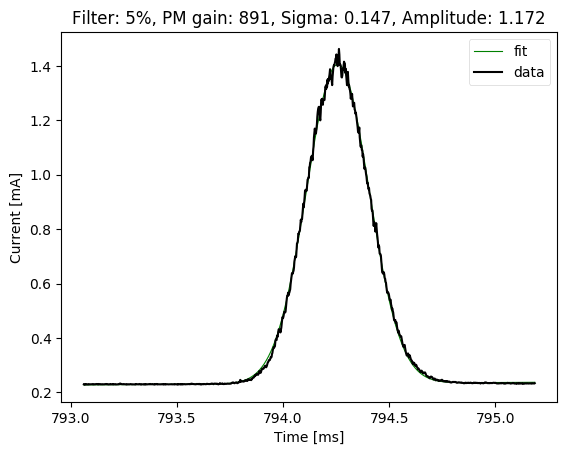 Filter: 5%, PM gain: 891, Sigma: 0.147, Amplitude: 1.172
fit
data
1.4
1.2
1.0
0.8
0.6
0.4
0.2
Current [mA]
793.0 793.5 794.0 794.5 795.0
Time [ms]